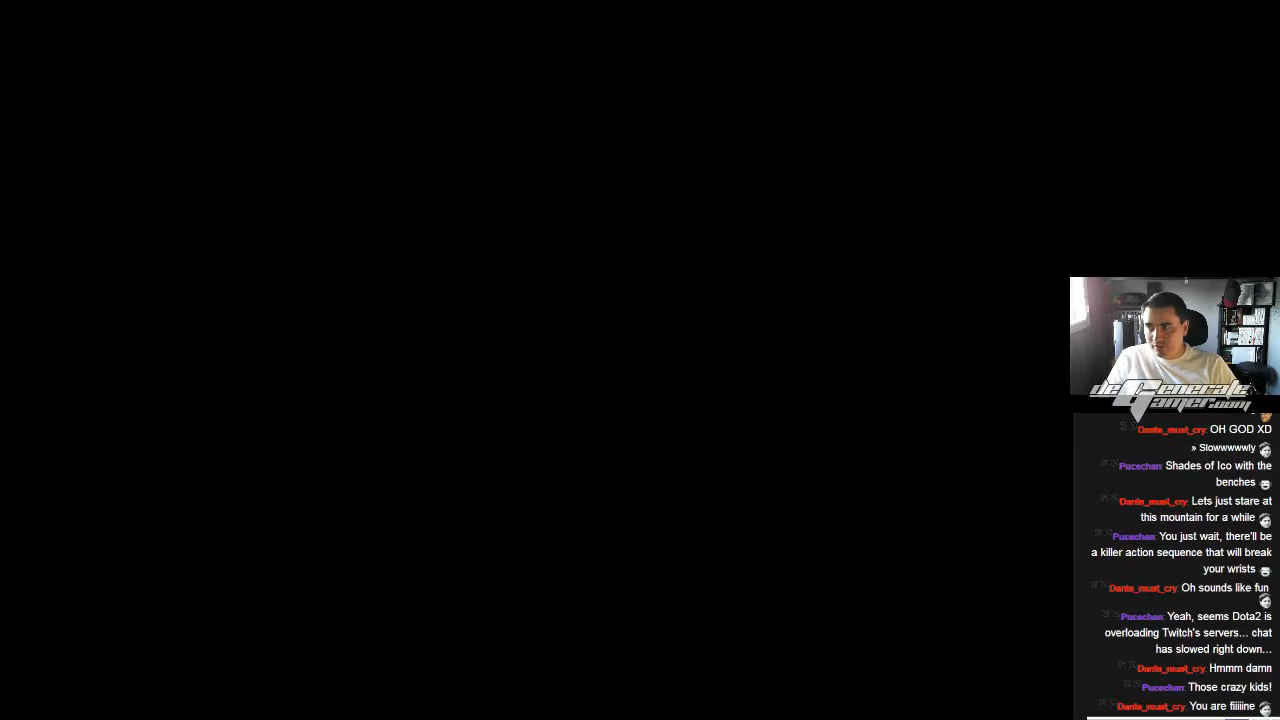 deGenerate
Gamer.com
Dante_must_cry: OH GOD XD
» Slowwwwwly
Pucechan: Shades of Ico with the
benches
Dante_must_cry: Lets just stare at
this mountain for a while
Pucechan: You just wait, there'll be
a killer action sequence that will break
your wrists
Dante_must_cry: Oh sounds like fun
Pucechan: Yeah, seems Dota2 is
overloading Twitch's servers... chat
has slowed right down...
Dante_must_cry: Hmmm damn
Pucechan: Those crazy kids!
Dante_must_cry: You are fiiiiine